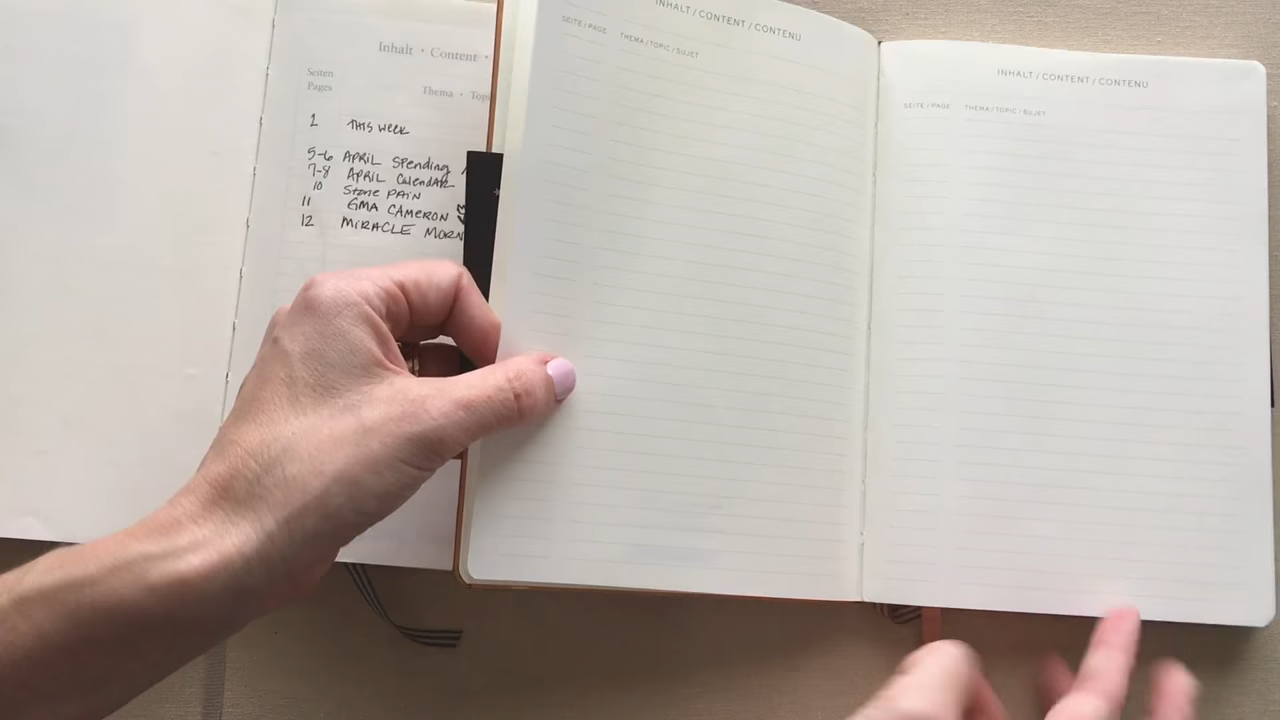 Inhalt • Content •
Seiten
Pages
Thema • Topi
1 THIS WEEK
5-6 APRIL Spending
7-8 APRIL CALENDAR
10 Stone PAIN
11 GMA CAMERON
12 MIRACLE MORN
INHALT / CONTENT / CONTENU
SEITE / PAGE THEMA / TOPIC / SUJET
INHALT / CONTENT / CONTENU
SEITE / PAGE THEMA / TOPIC / SUJET